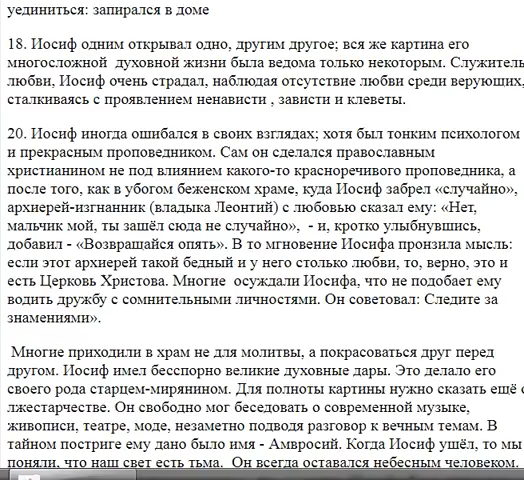 уединиться: запирался в доме
18. Иосиф одним открывал одно, другим другое; вся же картина его
многосложной  духовной жизни была ведома только некоторым. Служитель
любви, Иосиф очень страдал, наблюдая отсутствие любви среди верующих,
сталкиваясь с проявлением ненависти , зависти и клеветы.
20. Иосиф иногда ошибался в своих взглядах; хотя был тонким психологом
и прекрасным проповедником. Сам он сделался православным
христианином не под влиянием какого-то красноречивого проповедника, а
после того, как в убогом беженском храме, куда Иосиф забрел «случайно»,
архиерей-изгнанник (владыка Леонтий) с любовью сказал ему: «Нет,
мальчик мой, ты зашёл сюда не случайно»,  - и, кротко улыбнувшись,
добавил - «Возвращайся опять». В то мгновение Иосифа пронзила мысль:
если этот архиерей такой бедный и у него столько любви, то, верно, это и
есть Церковь Христова. Многие  осуждали Иосифа, что не подобает ему
водить дружбу с сомнительными личностями. Он советовал: Следите за
знамениями».
Многие приходили в храм не для молитвы, а покрасоваться друг перед
другом. Иосиф имел бесспорно великие духовные дары. Это делало его
своего рода старцем-мирянином. Для полноты картины нужно сказать ещё о
лжестарчестве. Он свободно мог беседовать о современной музыке,
живописи, театре, моде, незаметно подводя разговор к вечным темам. В
тайном постриге ему дано было имя - Амвросий. Когда Иосиф ушёл, то мы
поняли, что наш свет есть тьма.  Он всегда оставался небесным человеком.